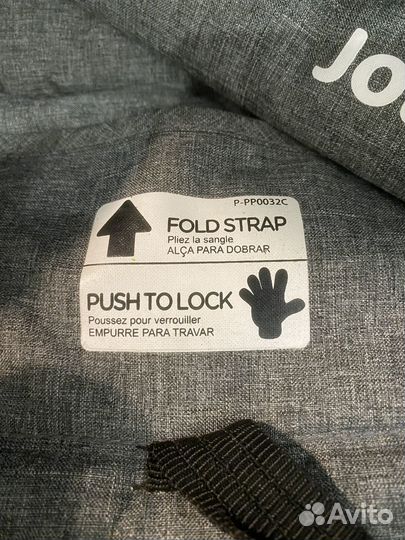 Jo
P-PP0032C
FOLD STRAP
Pliez la sangle
ALÇA PARA DOBRAR
PUSH TO LOCK
Poussez pour verrouiller
EMPURRE PARA TRAVAR
Avito